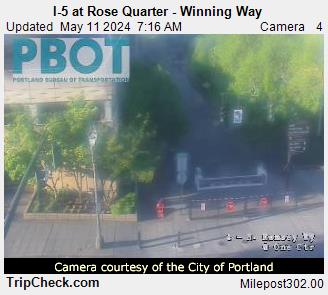 I-5 at Rose Quarter - Winning Way
Updated May 11 2024 7:16 AM Camera 4
PBOT
PORTLAND BUREAU OF TRANSPORTATION
Camera courtesy of the City of Portland
TripCheck.com Milepost302.00